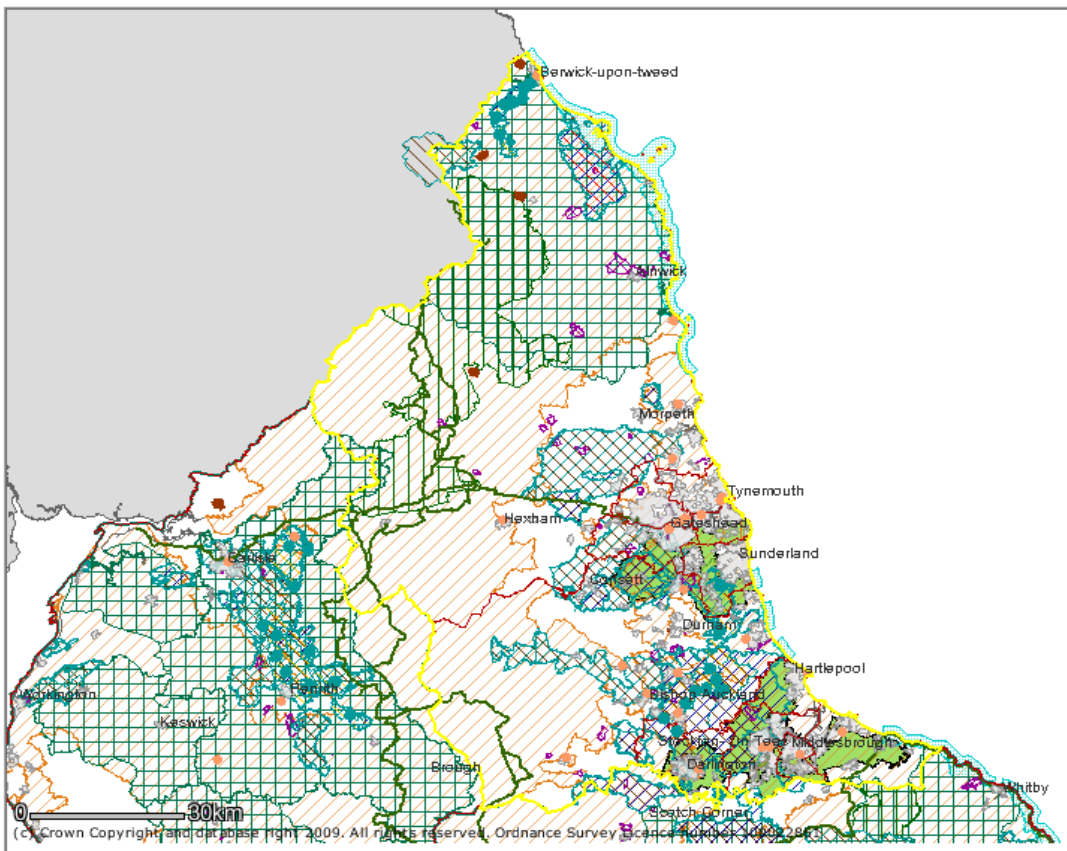 Berwick-upon-tweed
Alnwick
Morpeth
Tynemouth
Hexham
Gateshead
Carlisle
Sunderland
Consett
Durham
Hartlepool
Workington
Penrith
Bishop Auckland
Keswick
Stockton-On-Tees
Middlesbrough
Darlington
Brough
Whitby
Scotch Corner
0 30km
(c) Crown Copyright and database right 2009. All rights reserved. Ordnance Survey Licence number